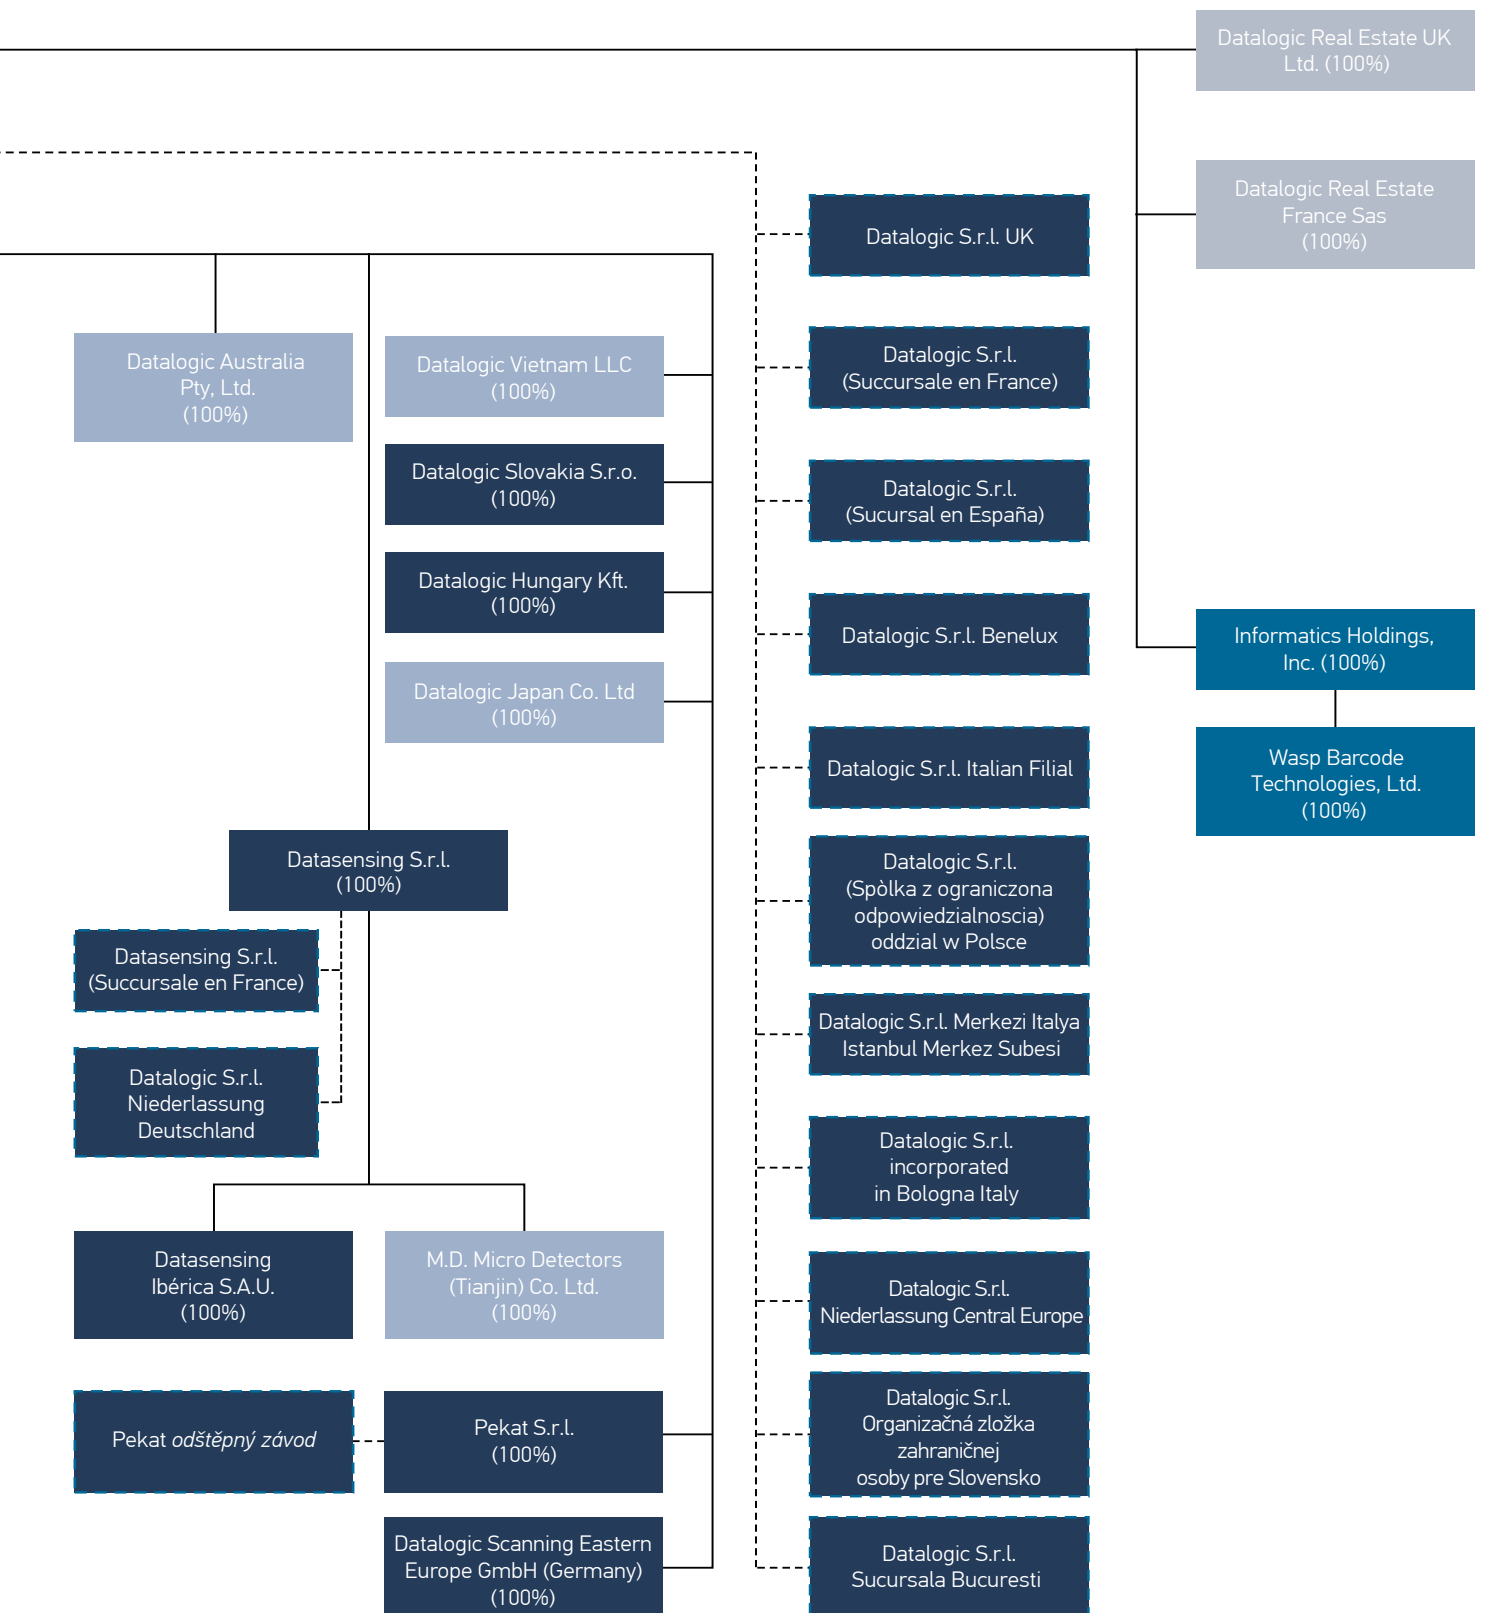 Datalogic Real Estate UK
Ltd. (100%)
Datalogic Real Estate
France Sas
(100%)
Datalogic S.r.l. UK
Datalogic Australia
Pty, Ltd.
(100%)
Datalogic Vietnam LLC
(100%)
Datalogic S.r.l.
(Succursale en France)
Datalogic Slovakia S.r.o.
(100%)
Datalogic S.r.l.
(Sucursal en España)
Datalogic Hungary Kft.
(100%)
Datalogic S.r.l. Benelux
Informatics Holdings,
Inc. (100%)
Datalogic Japan Co. Ltd
(100%)
Datalogic S.r.l. Italian Filial
Wasp Barcode
Technologies, Ltd.
(100%)
Datasensing S.r.l.
(100%)
Datalogic S.r.l.
(Spòlka z ograniczona
odpowiedzialnoscia)
oddzial w Polsce
Datasensing S.r.l.
(Succursale en France)
Datalogic S.r.l. Merkezi Italya
Istanbul Merkez Subesi
Datalogic S.r.l.
Niederlassung
Deutschland
Datalogic S.r.l.
incorporated
in Bologna Italy
Datasensing
Ibérica S.A.U.
(100%)
M.D. Micro Detectors
(Tianjin) Co. Ltd.
(100%)
Datalogic S.r.l.
Niederlassung Central Europe
Pekat odštěpný závod
Pekat S.r.l.
(100%)
Datalogic S.r.l.
Organizačná zložka
zahraničnej
osoby pre Slovensko
Datalogic Scanning Eastern
Europe GmbH (Germany)
(100%)
Datalogic S.r.l.
Sucursala Bucuresti